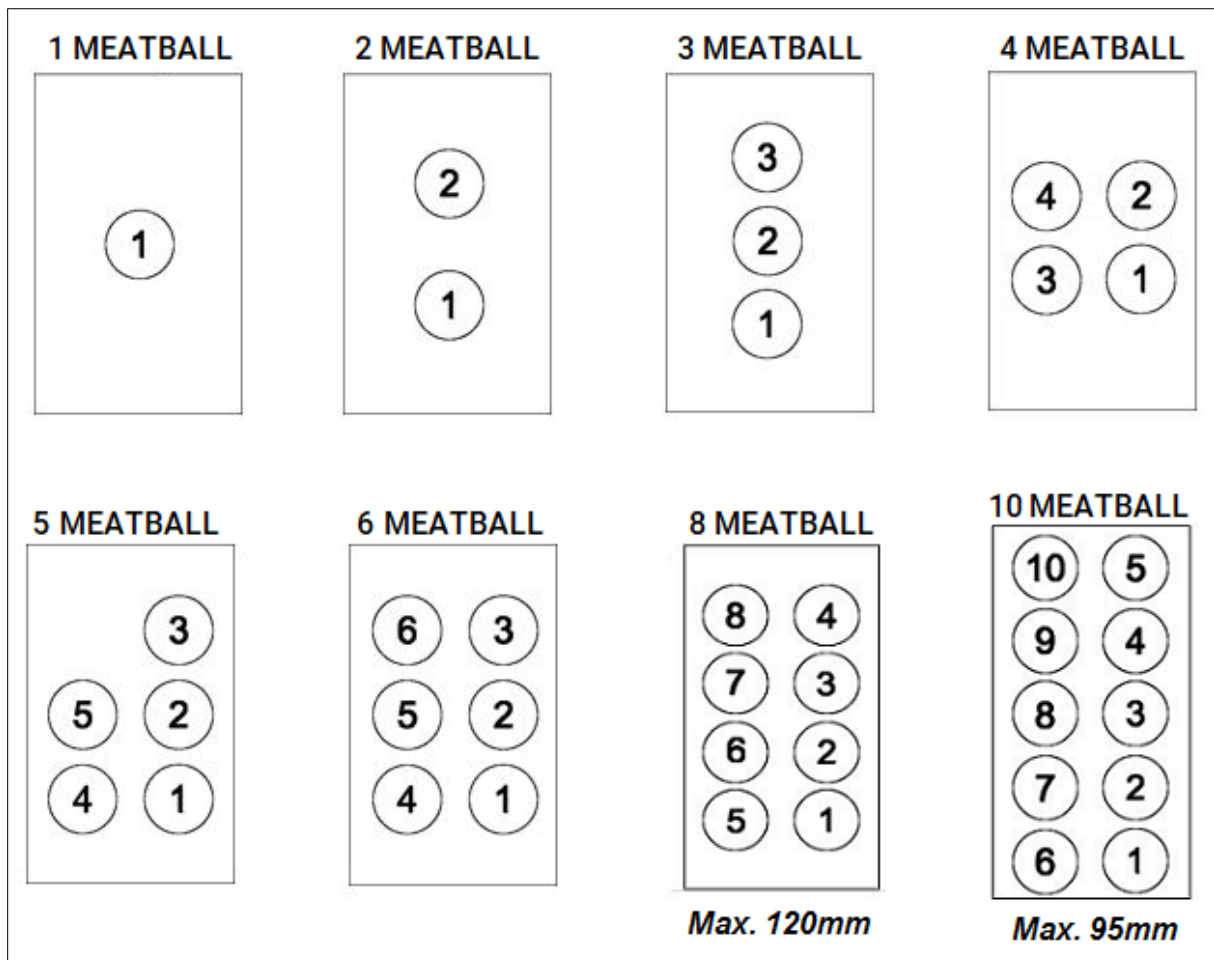 1 MEATBALL
1
2 MEATBALL
2
1
3 MEATBALL
3
2
1
4 MEATBALL
4 2
3 1
5 MEATBALL
3
5 2
4 1
6 MEATBALL
6 3
5 2
4 1
8 MEATBALL
8 4
7 3
6 2
5 1
Max. 120mm
10 MEATBALL
10 5
9 4
8 3
7 2
6 1
Max. 95mm